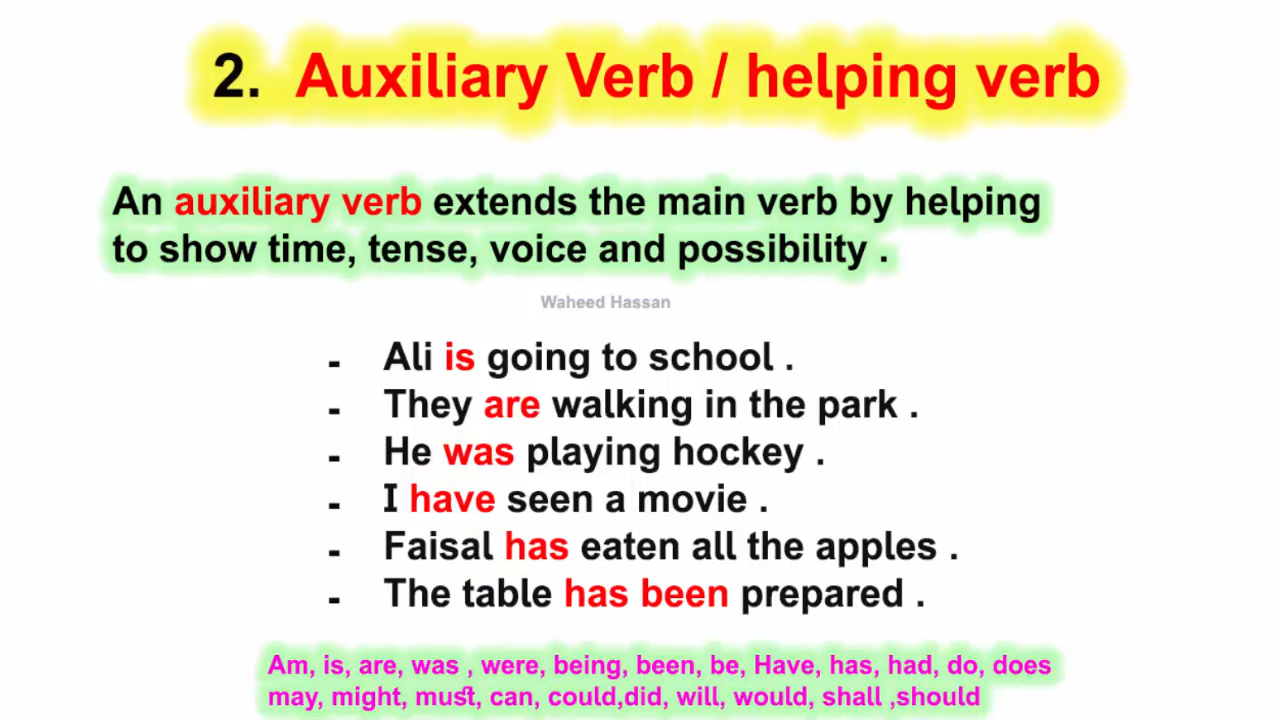 2. Auxiliary Verb / helping verb
An auxiliary verb extends the main verb by helping
to show time, tense, voice and possibility .
Waheed Hassan
- Ali is going to school .
- They are walking in the park .
- He was playing hockey .
- I have seen a movie .
- Faisal has eaten all the apples .
- The table has been prepared .
Am, is, are, was , were, being, been, be, Have, has, had, do, does
may, might, must, can, could,did, will, would, shall ,should